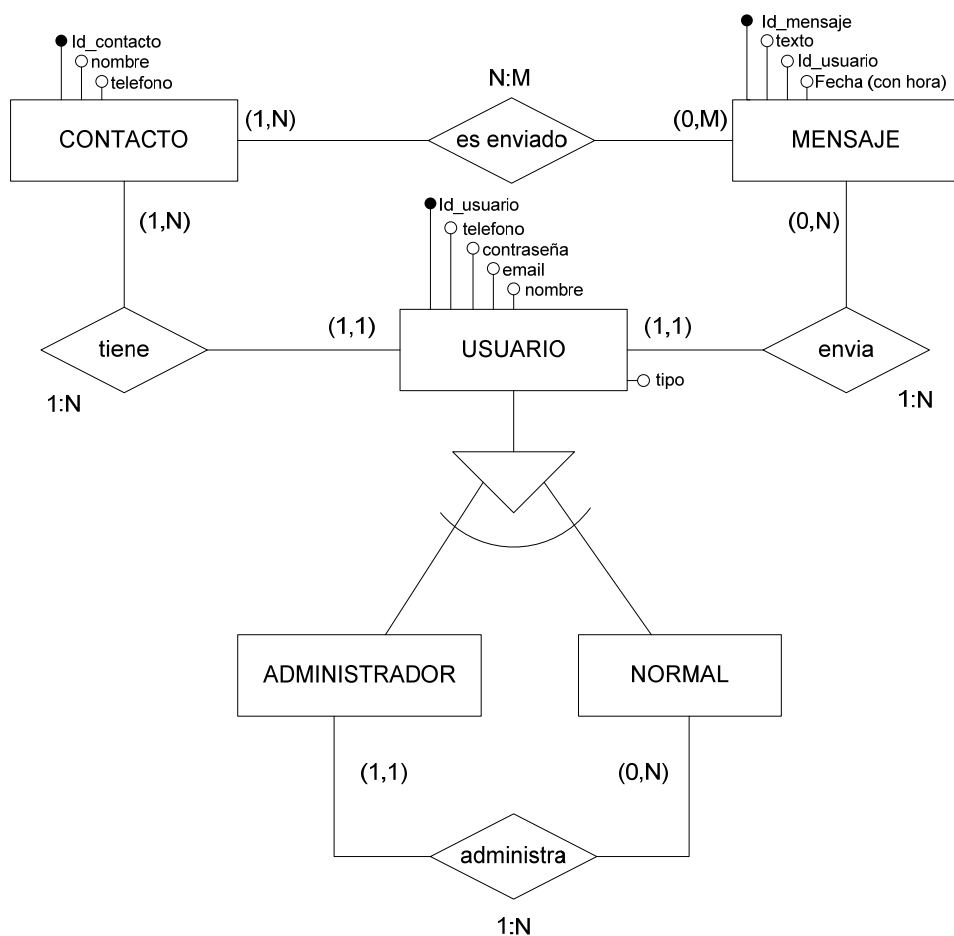 Id_contacto
nombre
telefono
CONTACTO
(1,N)
N:M
es enviado
(0,M)
Id_mensaje
texto
Id_usuario
Fecha (con hora)
MENSAJE
(1,N)
(0,N)
Id_usuario
telefono
contraseña
email
nombre
tiene
1:N
(1,1)
USUARIO
(1,1)
tipo
envia
1:N
ADMINISTRADOR
NORMAL
(1,1)
(0,N)
administra
1:N